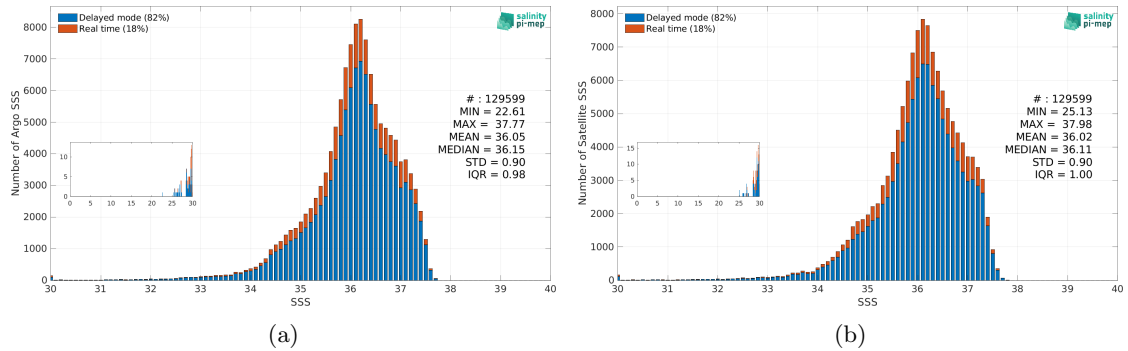 Delayed mode (82%)
Real time (18%)
salinity
pi-mep
8000
7000
6000
5000
4000
3000
2000
1000
0
Number of Argo SSS
# : 129599
MIN = 22.61
MAX = 37.77
MEAN = 36.05
MEDIAN = 36.15
STD = 0.90
IQR = 0.98
10
5
0
0 5 10 15 20 25 30
30 31 32 33 34 35 36 37 38 39 40
SSS
(a)
Delayed mode (82%)
Real time (18%)
salinity
pi-mep
8000
7000
6000
5000
4000
3000
2000
1000
0
Number of Satellite SSS
# : 129599
MIN = 25.13
MAX = 37.98
MEAN = 36.02
MEDIAN = 36.11
STD = 0.90
IQR = 1.00
15
10
5
0
0 5 10 15 20 25 30
30 31 32 33 34 35 36 37 38 39 40
SSS
(b)